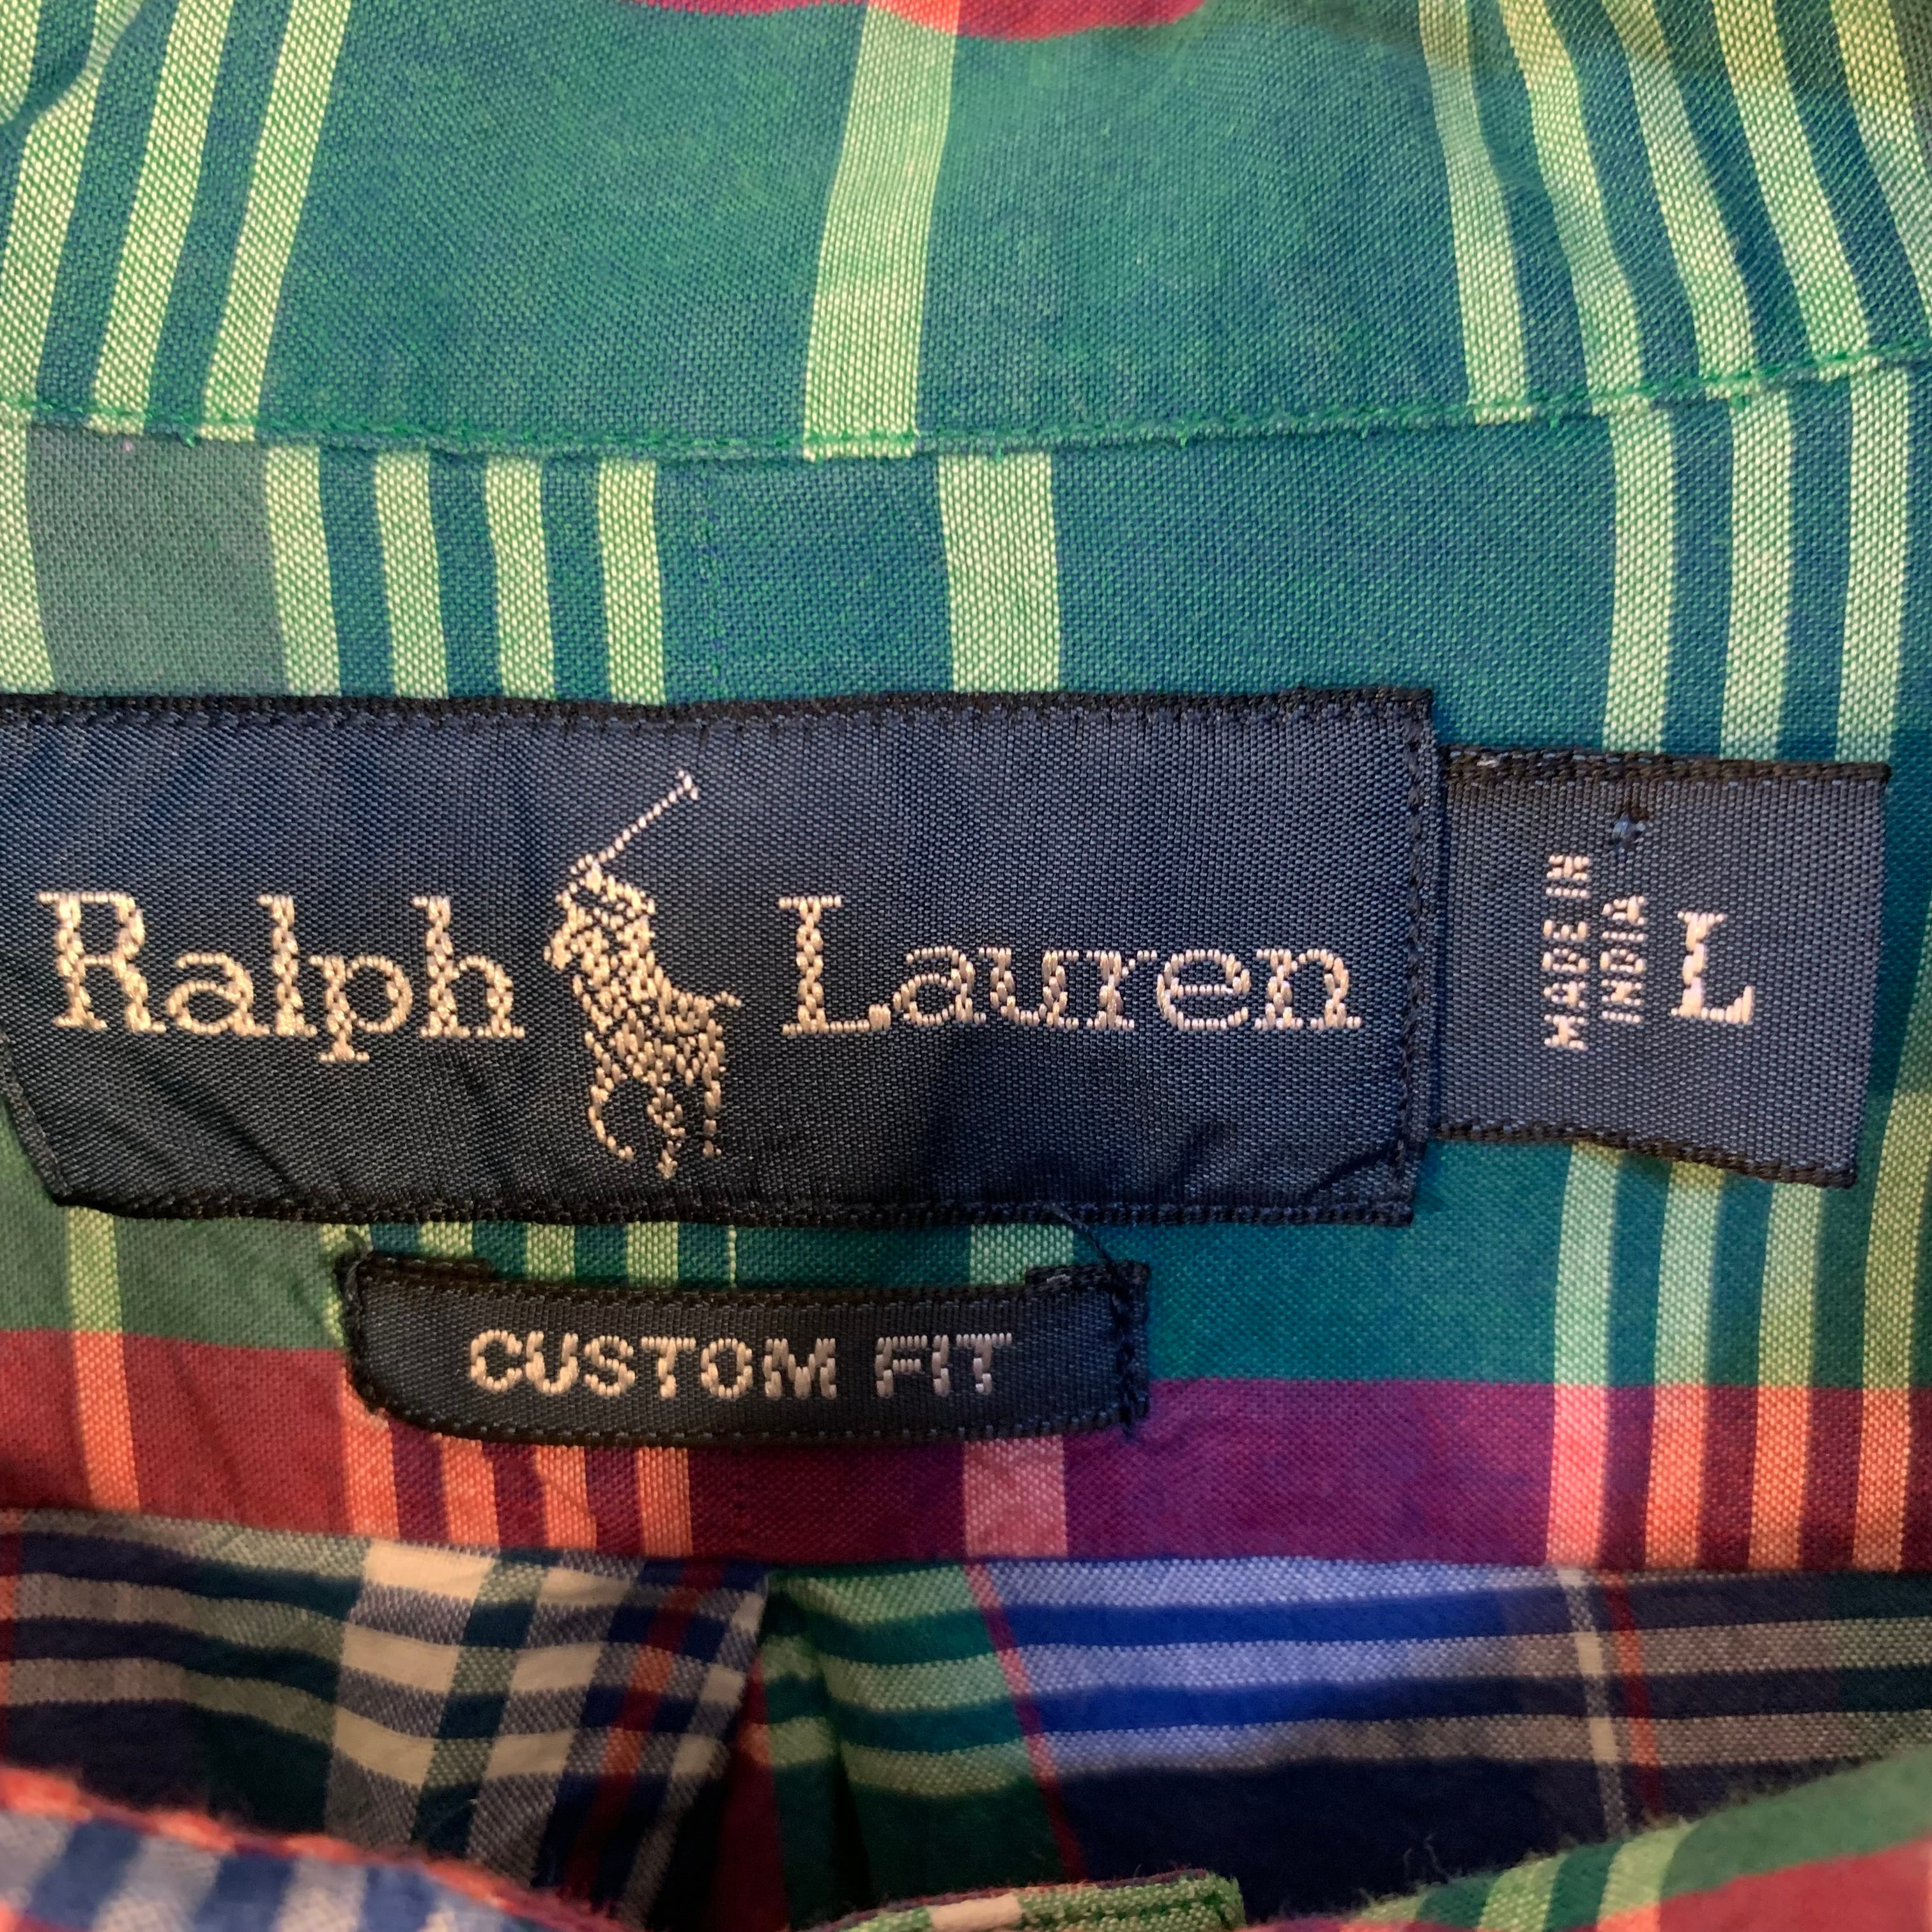 Ralph Lauren
MADE IN
INDIA
L
CUSTOM FIT